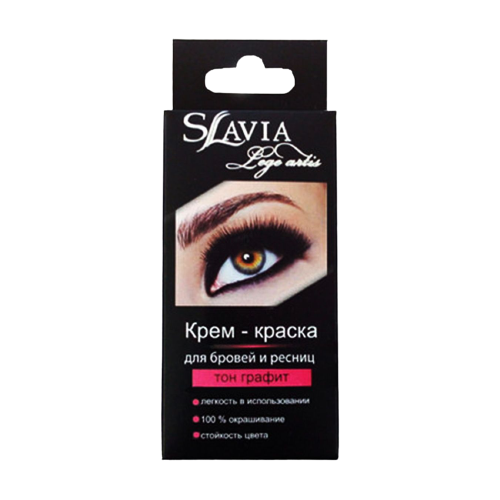 SLAVIA
Lege artis
Крем - краска
для бровей и ресниц
тон графит
легкость в использовании
100 % окрашивание
стойкость цвета